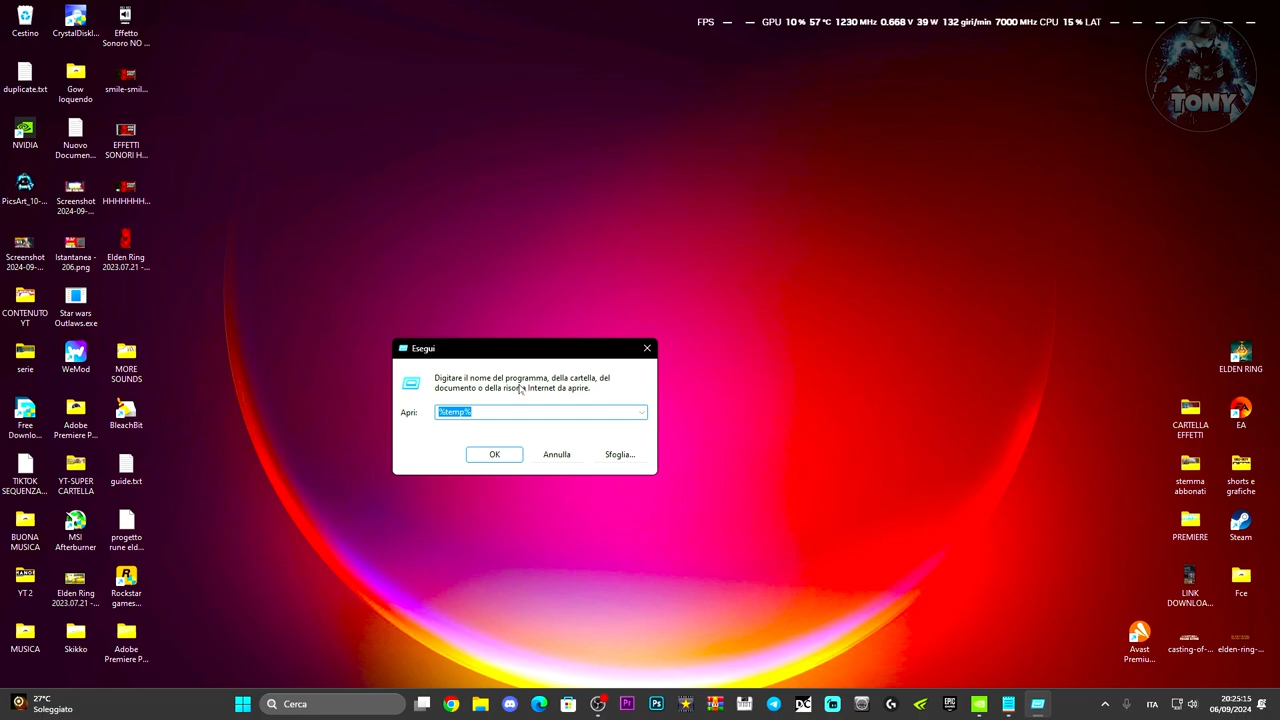 FPS — — GPU 10 % 57 °C 1230 MHz 0.668 V 39 W 132 giri/min 7000 MHz CPU 15 % LAT — — — — — — — —
TONY
Cestino
CrystalDiskI...
Effetto
Sonoro NO ...
duplicate.txt
Gow
loquendo
smile-smil...
NVIDIA
Nuovo
Documen...
EFFETTI
SONORI H...
PicsArt_10-...
Screenshot
2024-09-...
HHHHHHH...
Screenshot
2024-09-...
Istantanea -
206.png
Elden Ring
2023.07.21 -...
CONTENUTO
YT
Star wars
Outlaws.exe
serie
WeMod
MORE
SOUNDS
Free
Downlo...
Adobe
Premiere P...
BleachBit
TIKTOK
SEQUENZA...
YT-SUPER
CARTELLA
guide.txt
BUONA
MUSICA
MSI
Afterburner
progetto
rune eld...
YT 2
Elden Ring
2023.07.21 -...
Rockstar
games...
MUSICA
Skikko
Adobe
Premiere P...
Esegui
Digitare il nome del programma, della cartella, del
documento o della risorsa Internet da aprire.
Apri:
%temp%
OK
Annulla
Sfoglia...
ELDEN RING
CARTELLA
EFFETTI
EA
stemma
abbonati
shorts e
grafiche
PREMIERE
Steam
LINK
DOWNLOA...
Fce
Avast
Premiu...
casting-of-...
elden-ring-...
27°C
Soleggiato
Cerca
ITA
20:25:15
06/09/2024